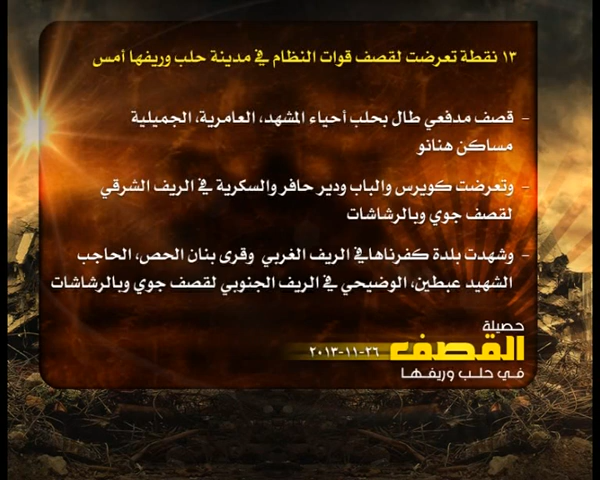 ١٣ نقطة تعرضت لقصف قوات النظام في مدينة حلب وريفها أمس
- قصف مدفعي طال بحلب أحياء المشهد، العامرية، الجميلية
مساكن هنانو
- وتعرضت كويرس والباب ودير حافر والسكرية في الريف الشرقي
لقصف جوي وبالرشاشات
- وشهدت بلدة كفرناهافي الريف الغربي وقرى بنان الحص، الحاجب
الشهيد عبطين، الوضيحي في الريف الجنوبي لقصف جوي وبالرشاشات
حصيلة
القصف
٢٦-١١-٢٠١٣
في حلب وريفها